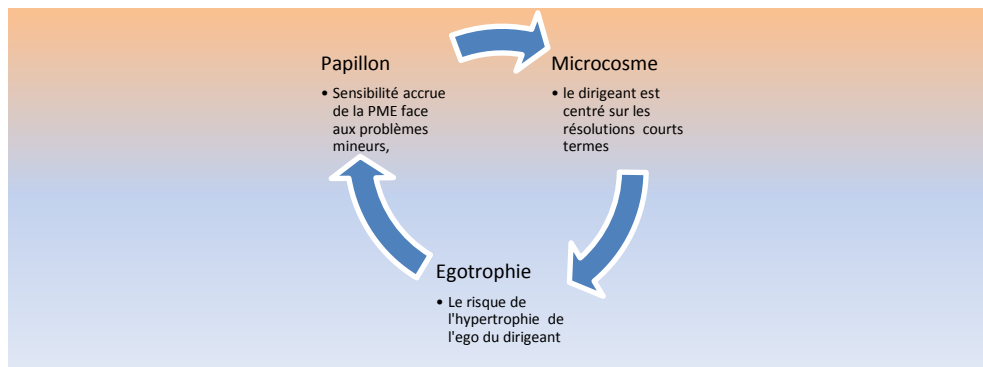 Papillon
• Sensibilité accrue
de la PME face
aux problèmes
mineurs,
Microcosme
• le dirigeant est
centré sur les
résolutions courts
termes
Egotrophie
• Le risque de
l'hypertrophie de
l'ego du dirigeant